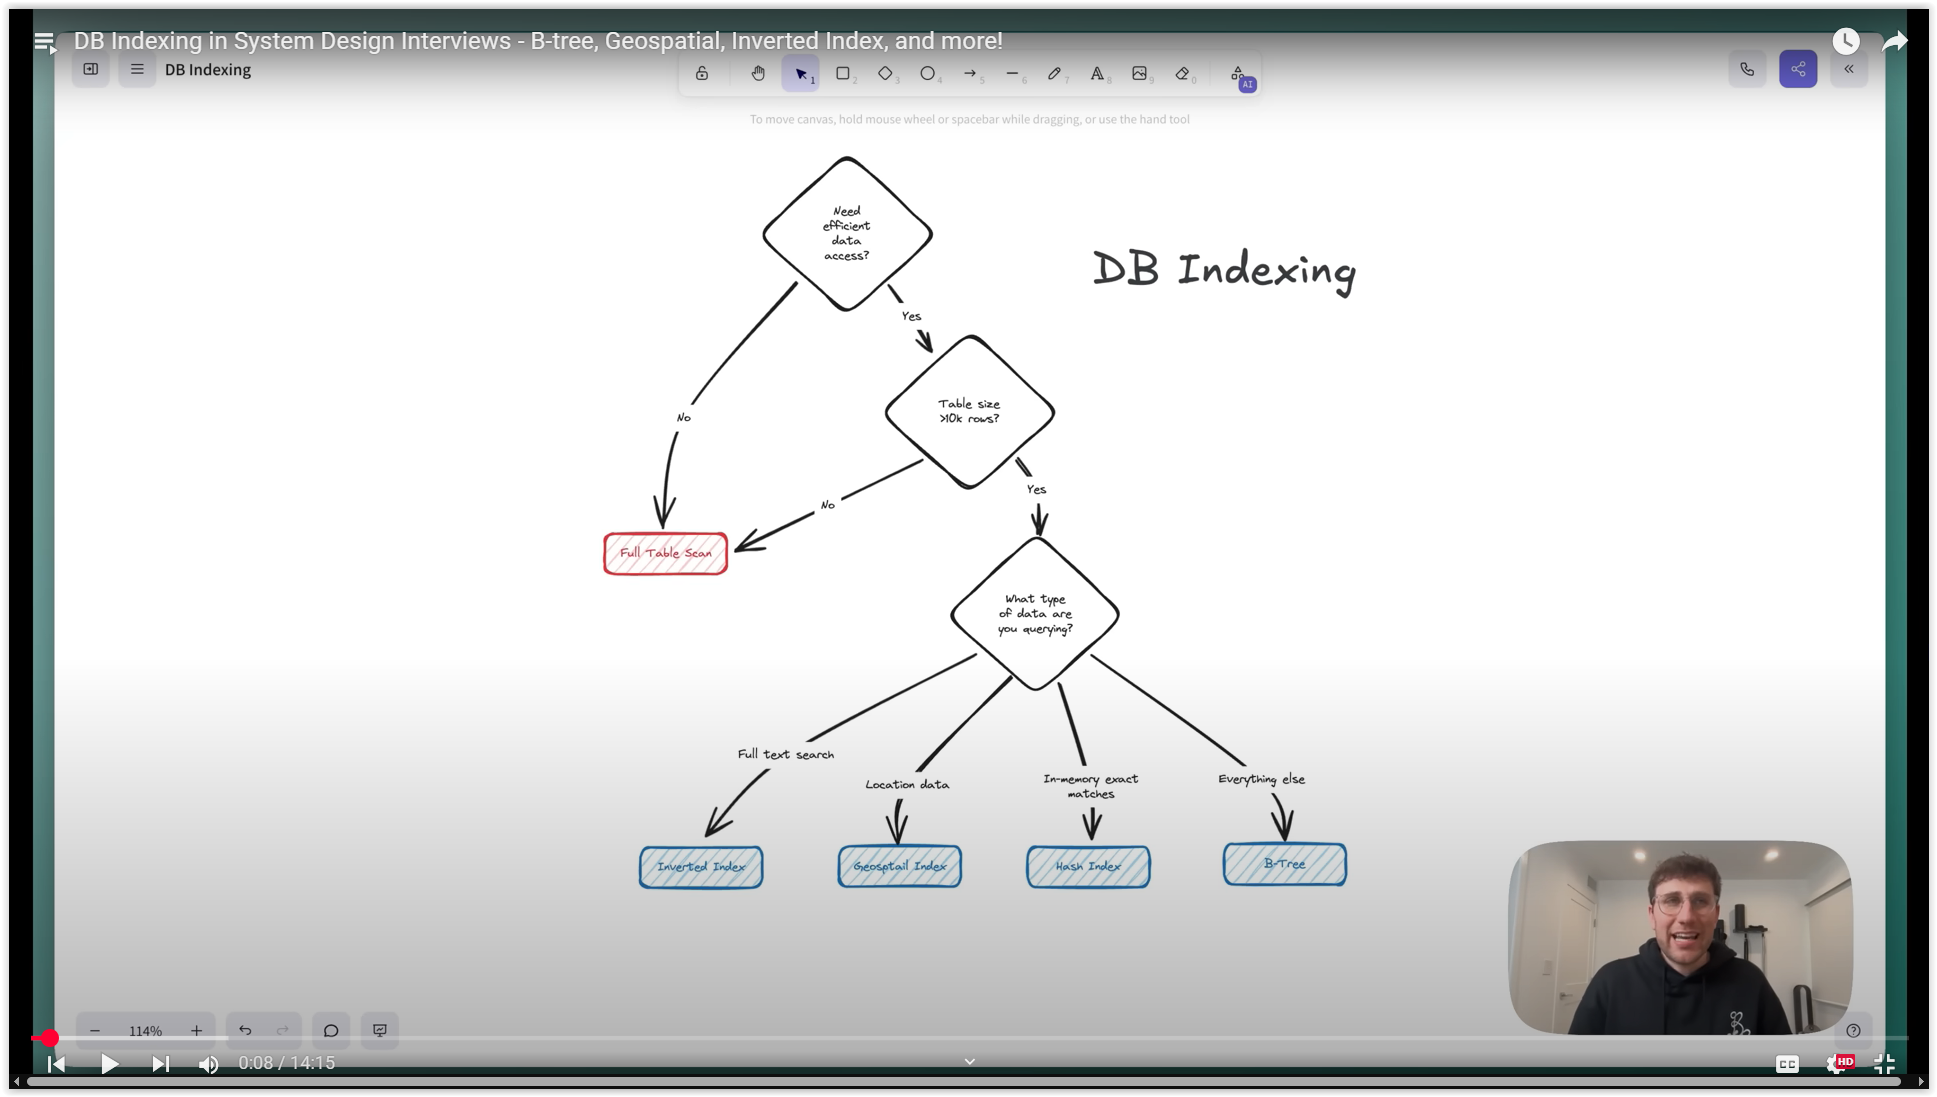 DB Indexing in System Design Interviews - B-tree, Geospatial, Inverted Index, and more!
DB Indexing
1
2
3
4
5
6
7
8
9
0
AI
To move canvas, hold mouse wheel or spacebar while dragging, or use the hand tool
Need
efficient
data
access?
DB Indexing
Yes
No
Table size
>10k rows?
No
Yes
Full Table Scan
What type
of data are
you querying?
Full text search
Location data
In-memory exact
matches
Everything else
Inverted Index
Geosptail Index
Hash Index
B-Tree
114%
0:08 / 14:15
CC
HD